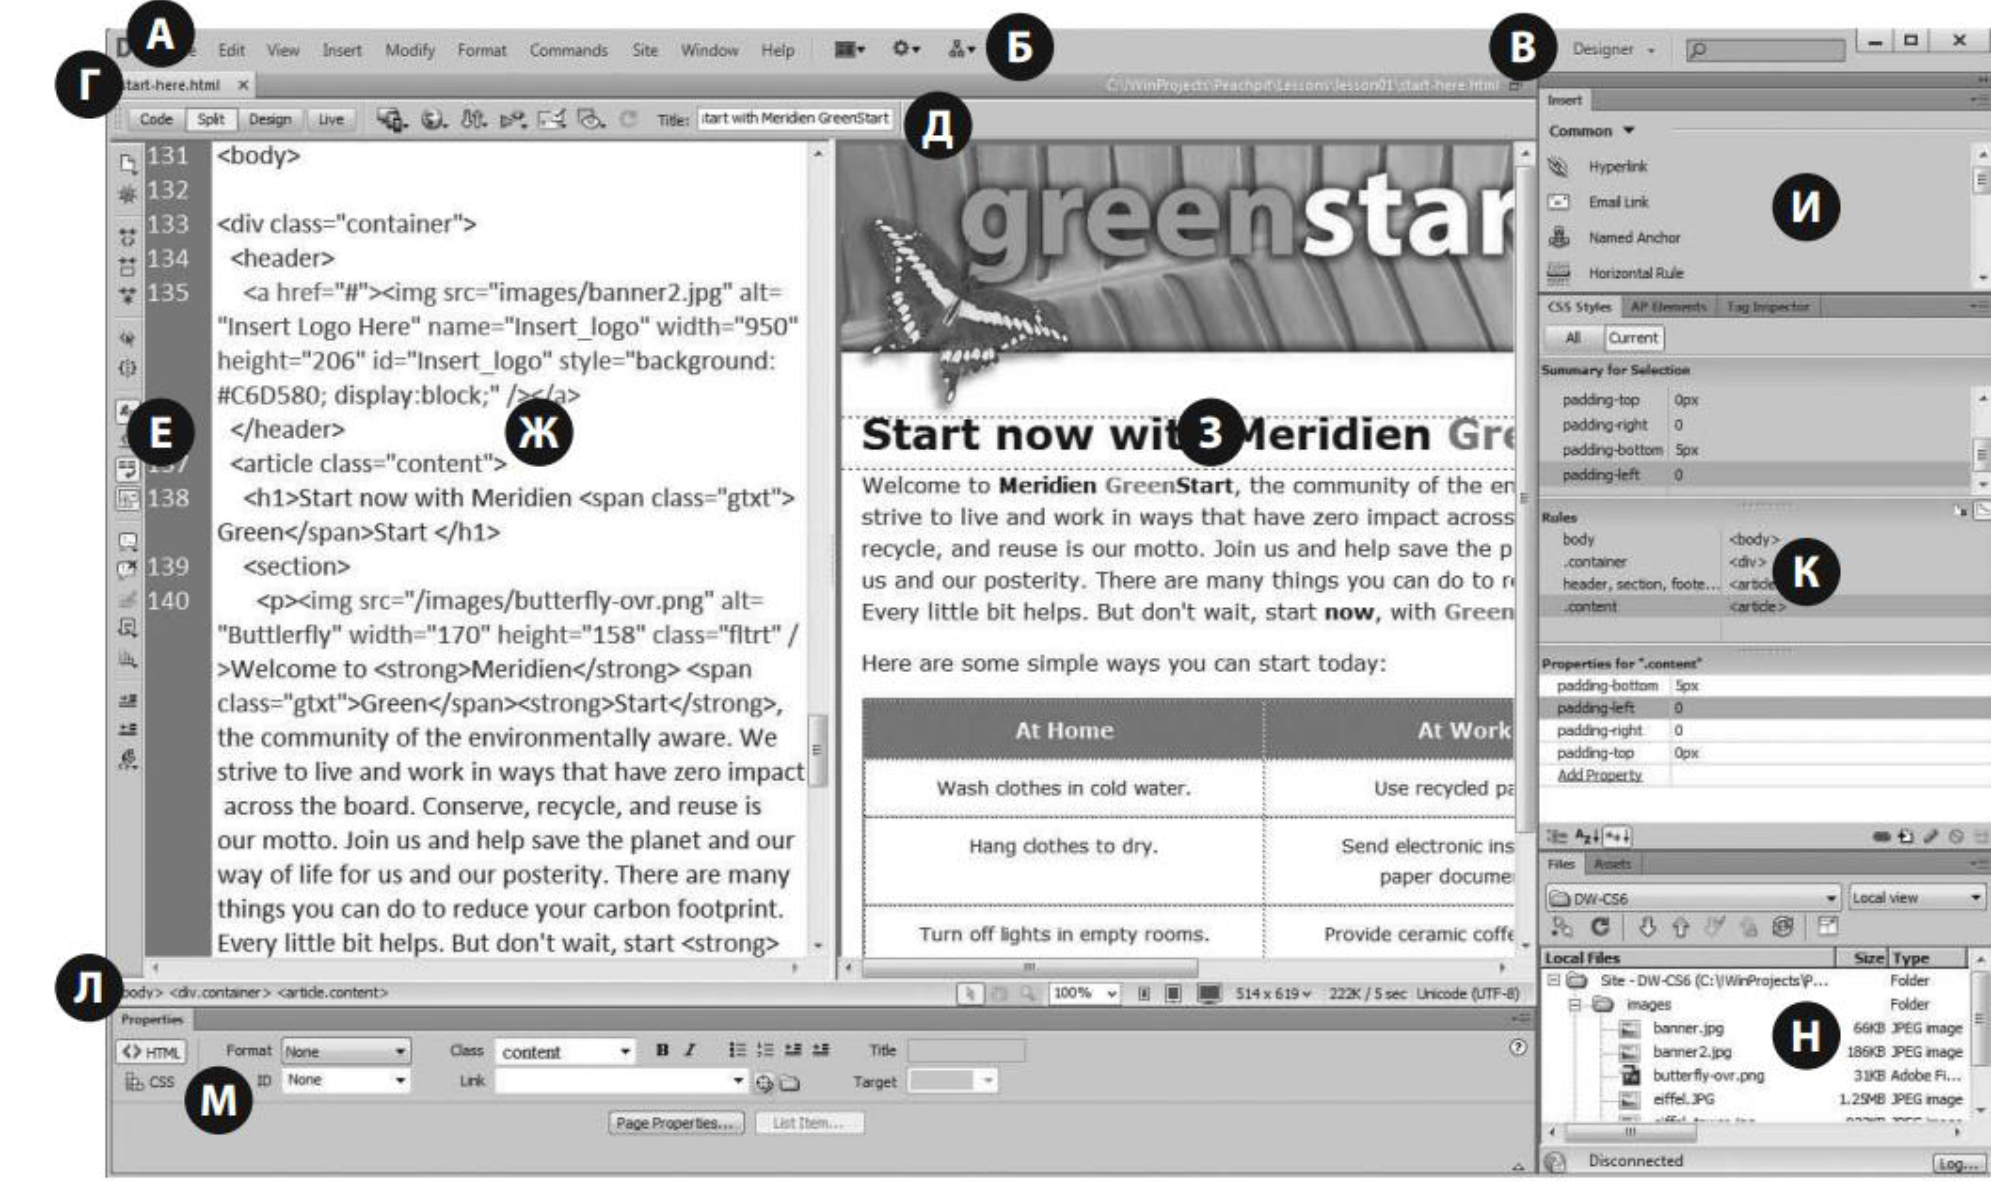 А
Б
В
Г
Д
Е
Ж
З
И
К
Л
М
Н
Edit View Insert Modify Format Commands Site Window Help
Designer
start-here.html
C:\WinProjects\Peachpit\Lessons\lesson01\start-here.html
Code Split Design Live Title: start with Meridien GreenStart
131 <body>
132
133 <div class="container">
134 <header>
135 <a href="#"><img src="images/banner2.jpg" alt=
"Insert Logo Here" name="Insert_logo" width="950"
height="206" id="Insert_logo" style="background:
#C6D580; display:block;" /></a>
</header>
137 <article class="content">
138 <h1>Start now with Meridien <span class="gtxt">
Green</span>Start </h1>
139 <section>
140 <p><img src="/images/butterfly-ovr.png" alt=
"Buttlerfly" width="170" height="158" class="fltrt" /
>Welcome to <strong>Meridien</strong> <span
class="gtxt">Green</span><strong>Start</strong>,
the community of the environmentally aware. We
strive to live and work in ways that have zero impact
across the board. Conserve, recycle, and reuse is
our motto. Join us and help save the planet and our
way of life for us and our posterity. There are many
things you can do to reduce your carbon footprint.
Every little bit helps. But don't wait, start <strong>
greenstar
Start now with Meridien Gre
Welcome to Meridien GreenStart, the community of the en
strive to live and work in ways that have zero impact across
recycle, and reuse is our motto. Join us and help save the p
us and our posterity. There are many things you can do to r
Every little bit helps. But don't wait, start now, with Green
Here are some simple ways you can start today:
At Home At Work
Wash clothes in cold water. Use recycled pa
Hang clothes to dry. Send electronic ins
paper docume
Turn off lights in empty rooms. Provide ceramic coffe
body> <div.container> <article.content>
100% 514 x 619 222K / 5 sec Unicode (UTF-8)
Properties
<> HTML Format None Class content B I Title
CSS ID None Link Target
Page Properties... List Item...
Insert
Common
Hyperlink
Email Link
Named Anchor
Horizontal Rule
CSS Styles AP Elements Tag Inspector
All Current
Summary for Selection
padding-top 0px
padding-right 0
padding-bottom 5px
padding-left 0
Rules
body <body>
.container <div>
header, section, foote... <article
.content <article>
Properties for ".content"
padding-bottom 5px
padding-left 0
padding-right 0
padding-top 0px
Add Property
Files Assets
DW-CS6 Local view
Local Files Size Type
Site - DW-CS6 (C:\WinProjects\P... Folder
images Folder
banner.jpg 66KB JPEG image
banner2.jpg 186KB JPEG image
butterfly-ovr.png 31KB Adobe Fi...
eiffel.JPG 1.25MB JPEG image
Disconnected Log...